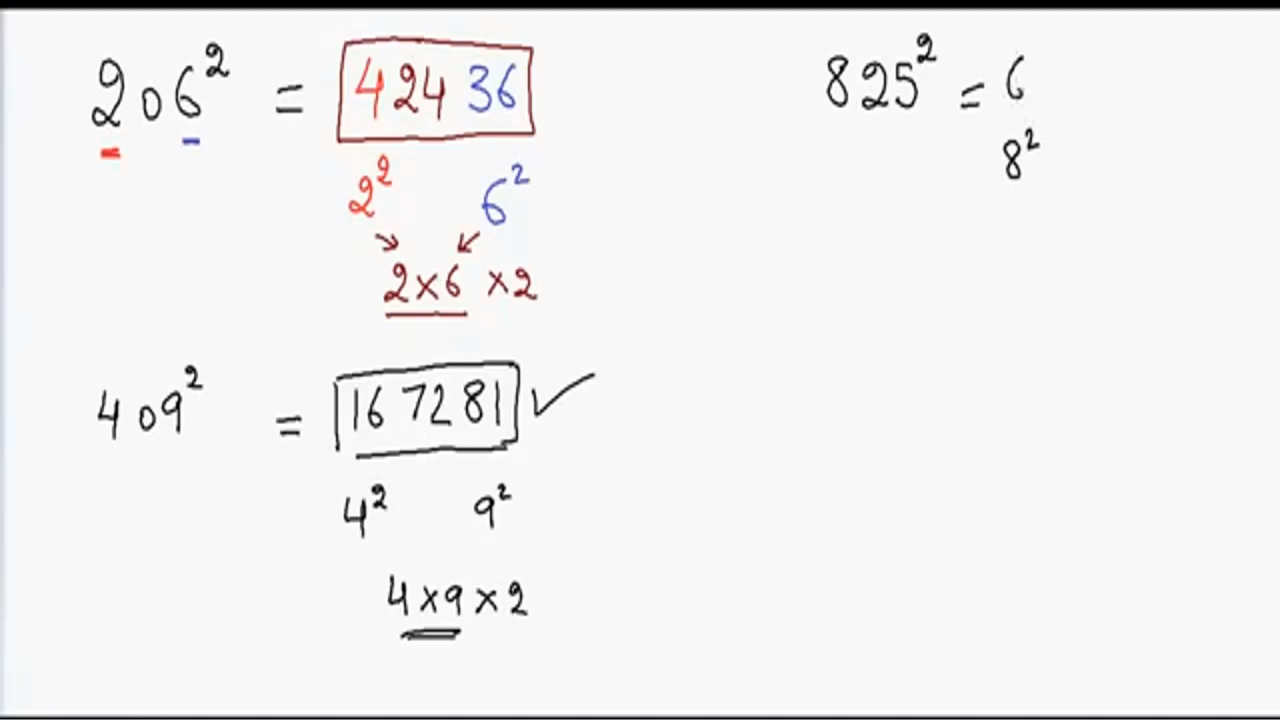 206² = 42436
2² 6²
2×6 ×2
409² = 167281
4² 9²
4×9×2
825² = 6
8²